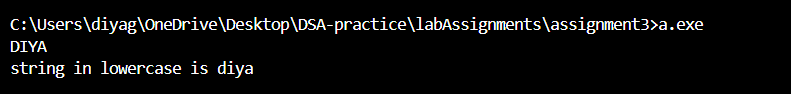 C:\Users\diyag\OneDrive\Desktop\DSA-practice\labAssignments\assignment3>a.exe
DIYA
string in lowercase is diya